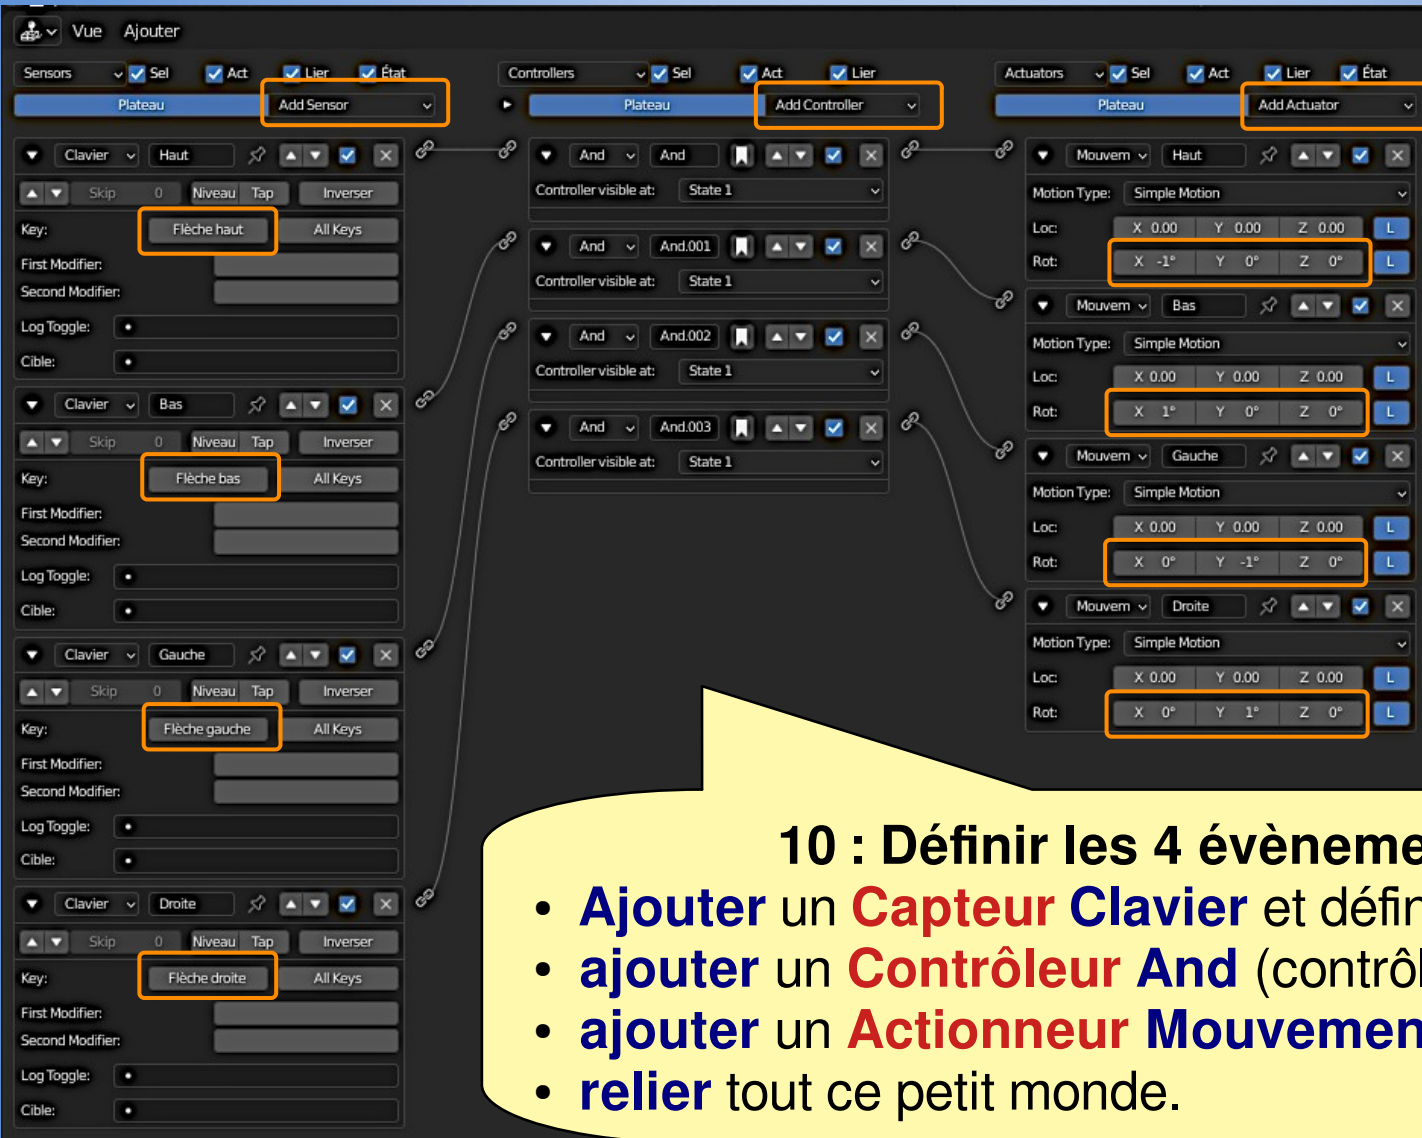 Vue Ajouter
Sensors Sel Act Lier État
Plateau Add Sensor
Clavier Haut
Skip 0 Niveau Tap Inverser
Key: Flèche haut All Keys
First Modifier:
Second Modifier:
Log Toggle:
Cible:
Clavier Bas
Skip 0 Niveau Tap Inverser
Key: Flèche bas All Keys
First Modifier:
Second Modifier:
Log Toggle:
Cible:
Clavier Gauche
Skip 0 Niveau Tap Inverser
Key: Flèche gauche All Keys
First Modifier:
Second Modifier:
Log Toggle:
Cible:
Clavier Droite
Skip 0 Niveau Tap Inverser
Key: Flèche droite All Keys
First Modifier:
Second Modifier:
Log Toggle:
Cible:
Controllers Sel Act Lier
Plateau Add Controller
And And
Controller visible at: State 1
And And.001
Controller visible at: State 1
And And.002
Controller visible at: State 1
And And.003
Controller visible at: State 1
Actuators Sel Act Lier État
Plateau Add Actuator
Mouvem Haut
Motion Type: Simple Motion
Loc: X 0.00 Y 0.00 Z 0.00 L
Rot: X -1° Y 0° Z 0° L
Mouvem Bas
Motion Type: Simple Motion
Loc: X 0.00 Y 0.00 Z 0.00 L
Rot: X 1° Y 0° Z 0° L
Mouvem Gauche
Motion Type: Simple Motion
Loc: X 0.00 Y 0.00 Z 0.00 L
Rot: X 0° Y -1° Z 0° L
Mouvem Droite
Motion Type: Simple Motion
Loc: X 0.00 Y 0.00 Z 0.00 L
Rot: X 0° Y 1° Z 0° L
10 : Définir les 4 évèneme
• Ajouter un Capteur Clavier et défin
• ajouter un Contrôleur And (contrôl
• ajouter un Actionneur Mouvemen
• relier tout ce petit monde.